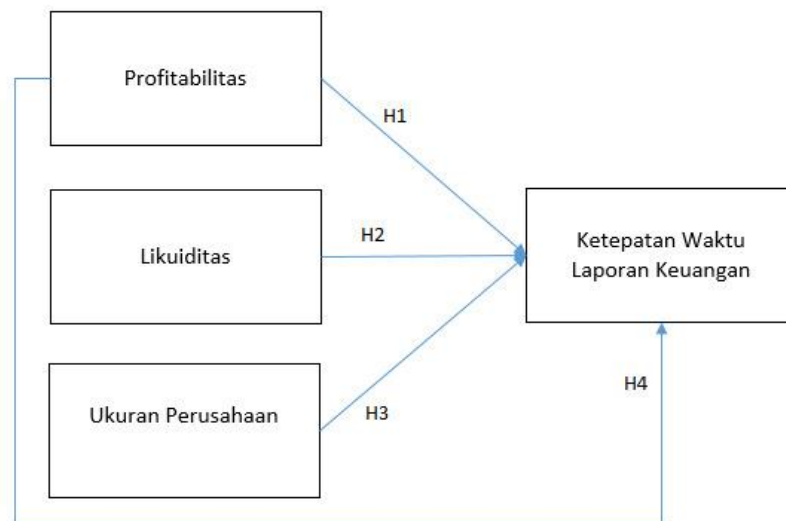 Profitabilitas
H1
Likuiditas
H2
Ketepatan Waktu
Laporan Keuangan
Ukuran Perusahaan
H3
H4